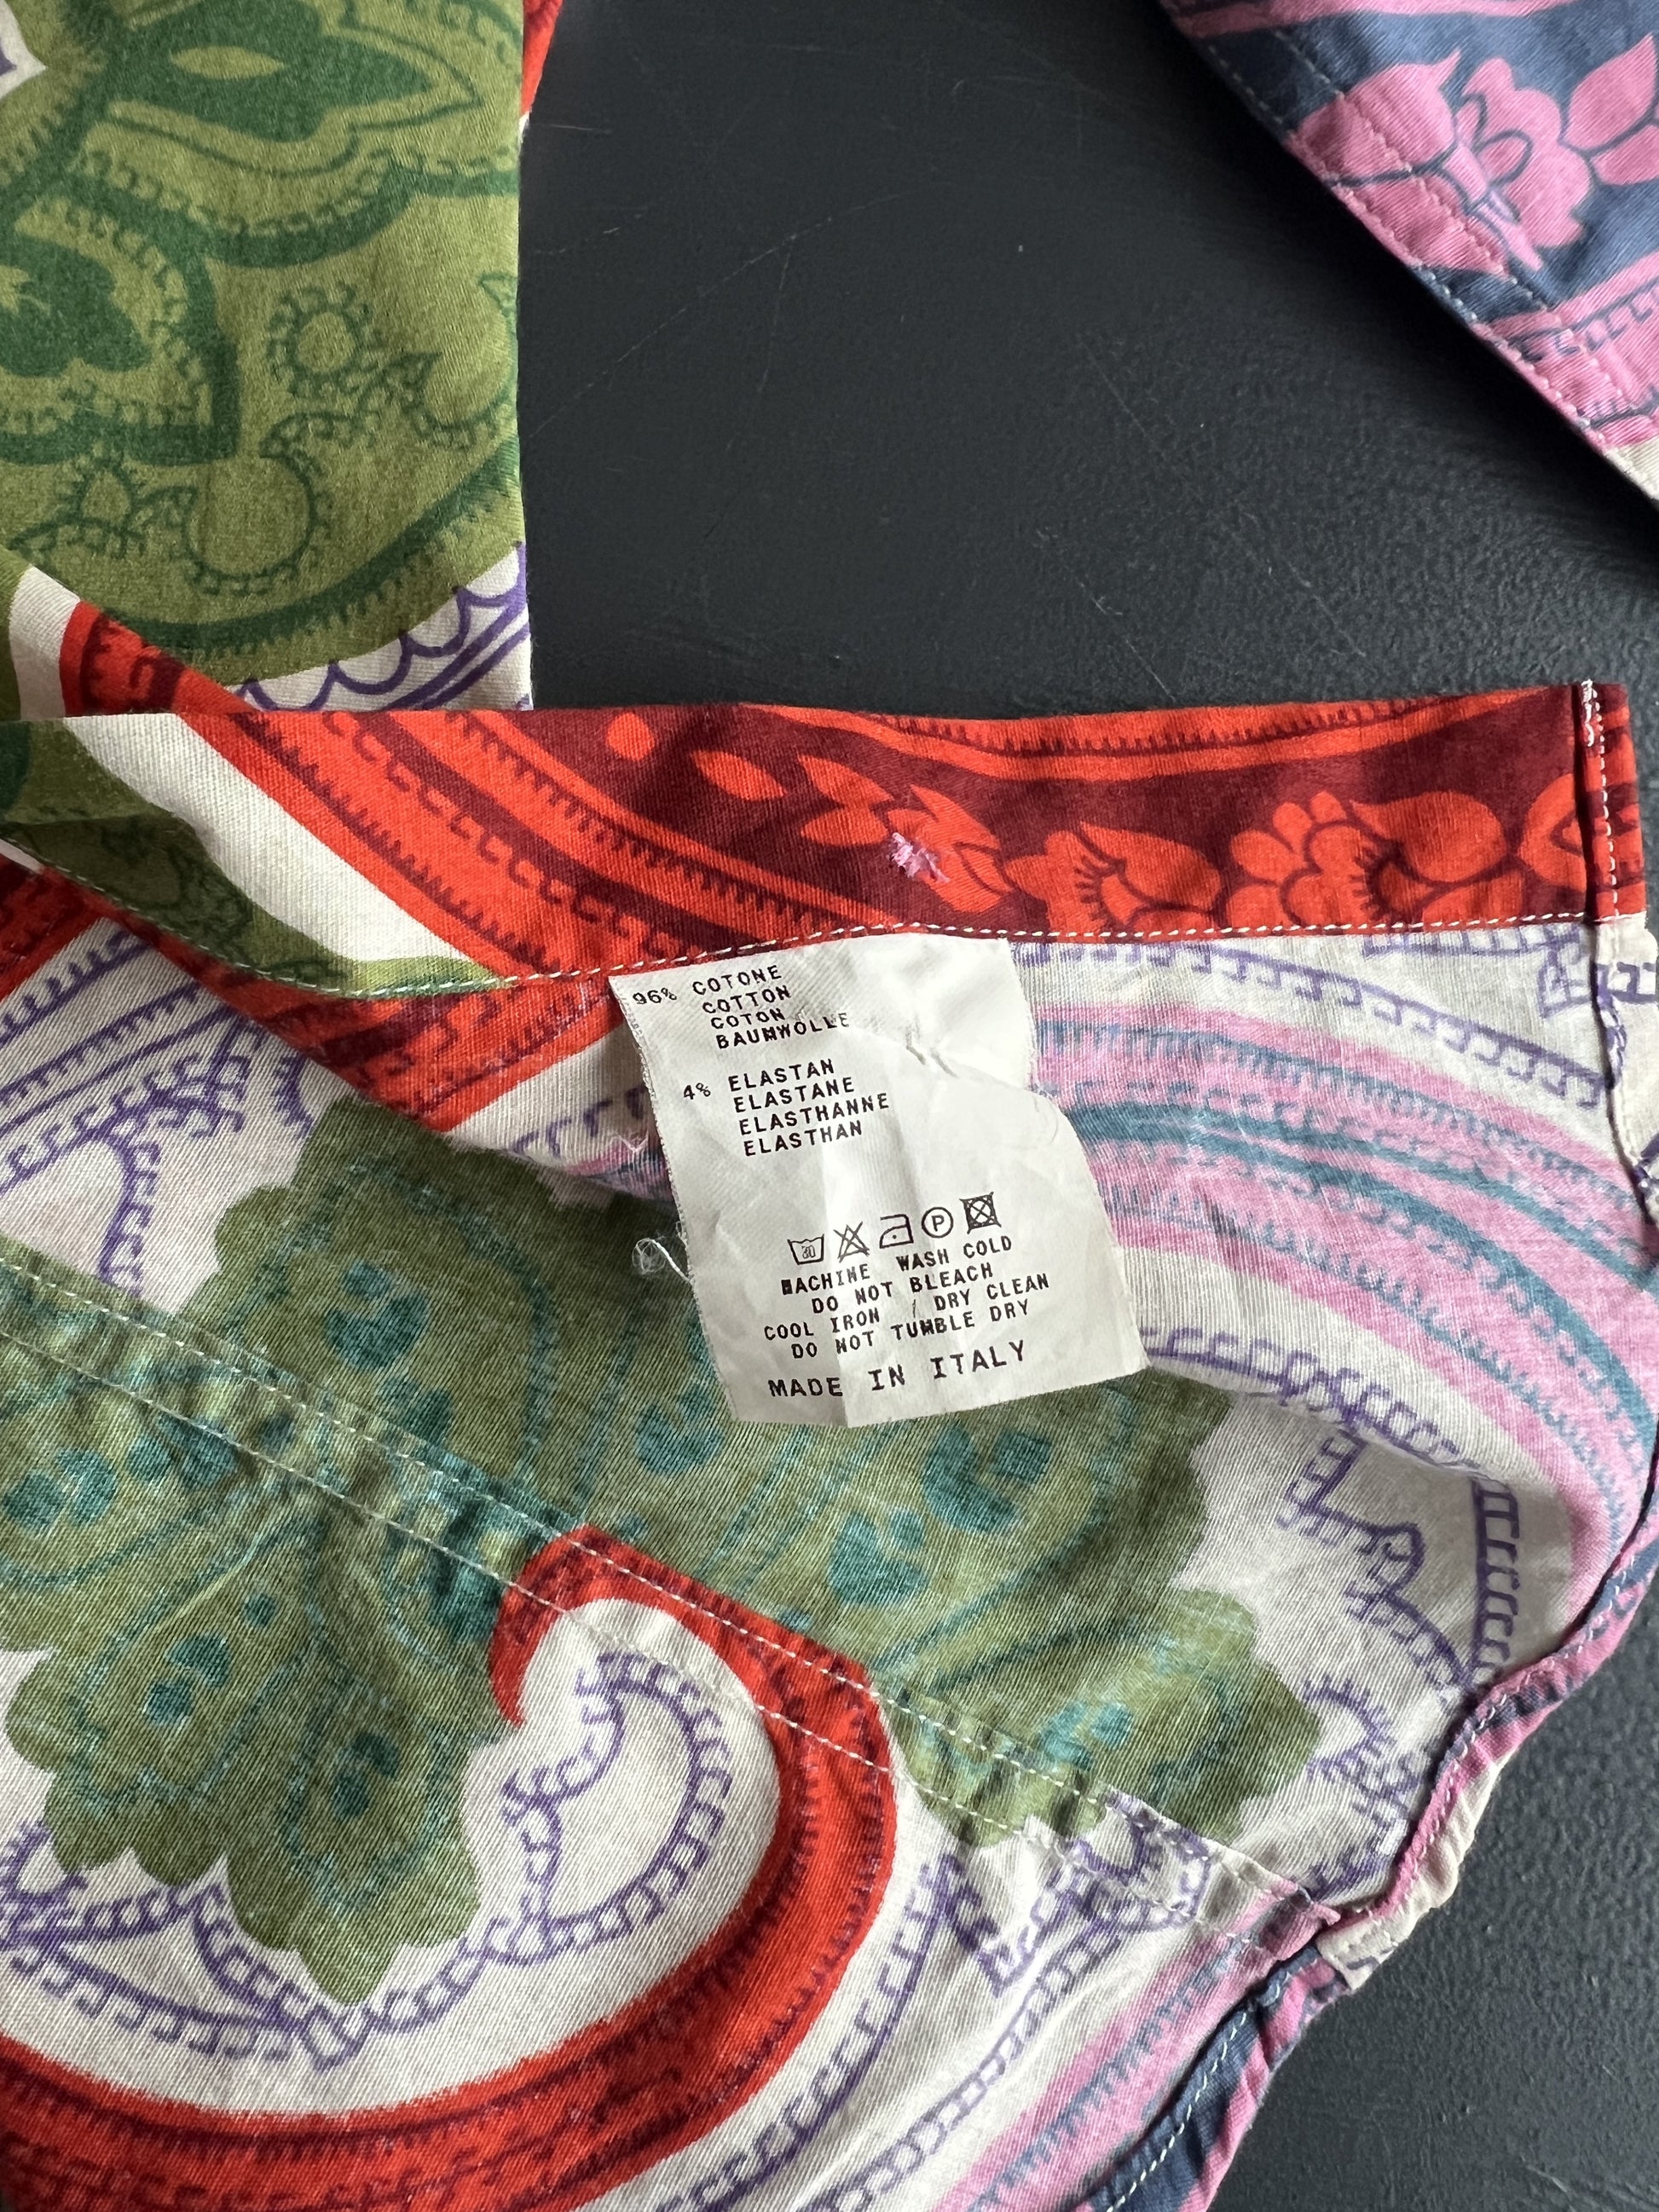 96% COTONE
COTTON
COTON
BAUMWOLLE
4% ELASTAN
ELASTANE
ELASTHANNE
ELASTHAN
30 P
MACHINE WASH COLD
DO NOT BLEACH
COOL IRON / DRY CLEAN
DO NOT TUMBLE DRY
MADE IN ITALY